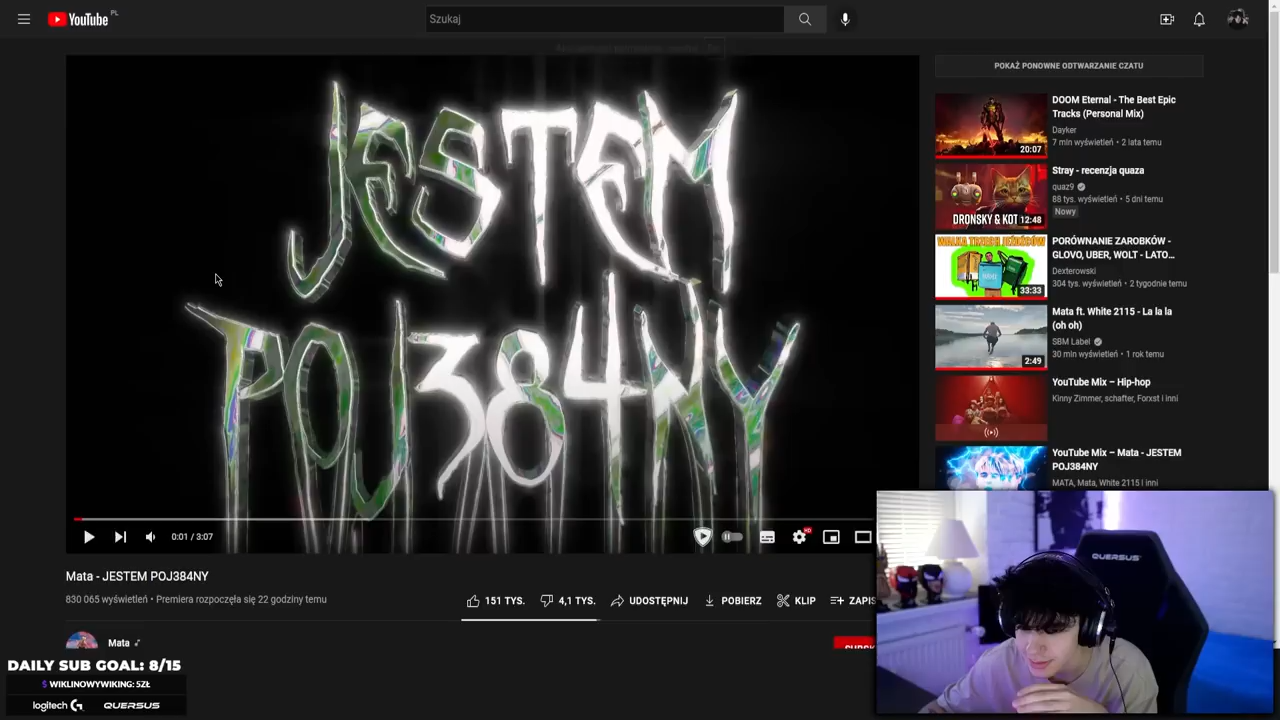 YouTube PL
Szukaj
JESTEM
POJ384NY
0:01 / 3:07
HD
Mata - JESTEM POJ384NY
830 065 wyświetleń • Premiera rozpoczęła się 22 godziny temu
151 TYS.
4,1 TYS.
UDOSTĘPNIJ
POBIERZ
KLIP
ZAPIS
Mata
DAILY SUB GOAL: 8/15
$ WIKLINOWYWIKING: 5ZŁ
logitech G QUERSUS
POKAŻ PONOWNE ODTWARZANIE CZATU
20:07
DOOM Eternal - The Best Epic
Tracks (Personal Mix)
Dayker
7 mln wyświetleń • 2 lata temu
DRONSKY & KOT
12:48
Stray - recenzja quaza
quaz9
88 tys. wyświetleń • 5 dni temu
Nowy
WALKA TRZECH JEŹDŹCÓW
33:33
PORÓWNANIE ZAROBKÓW -
GLOVO, UBER, WOLT - LATO...
Dexterowski
304 tys. wyświetleń • 2 tygodnie temu
2:49
Mata ft. White 2115 - La la la
(oh oh)
SBM Label
30 mln wyświetleń • 1 rok temu
YouTube Mix – Hip-hop
Kinny Zimmer, schafter, Forxst i inni
YouTube Mix – Mata - JESTEM
POJ384NY
MATA, Mata, White 2115 i inni
QUERSUS